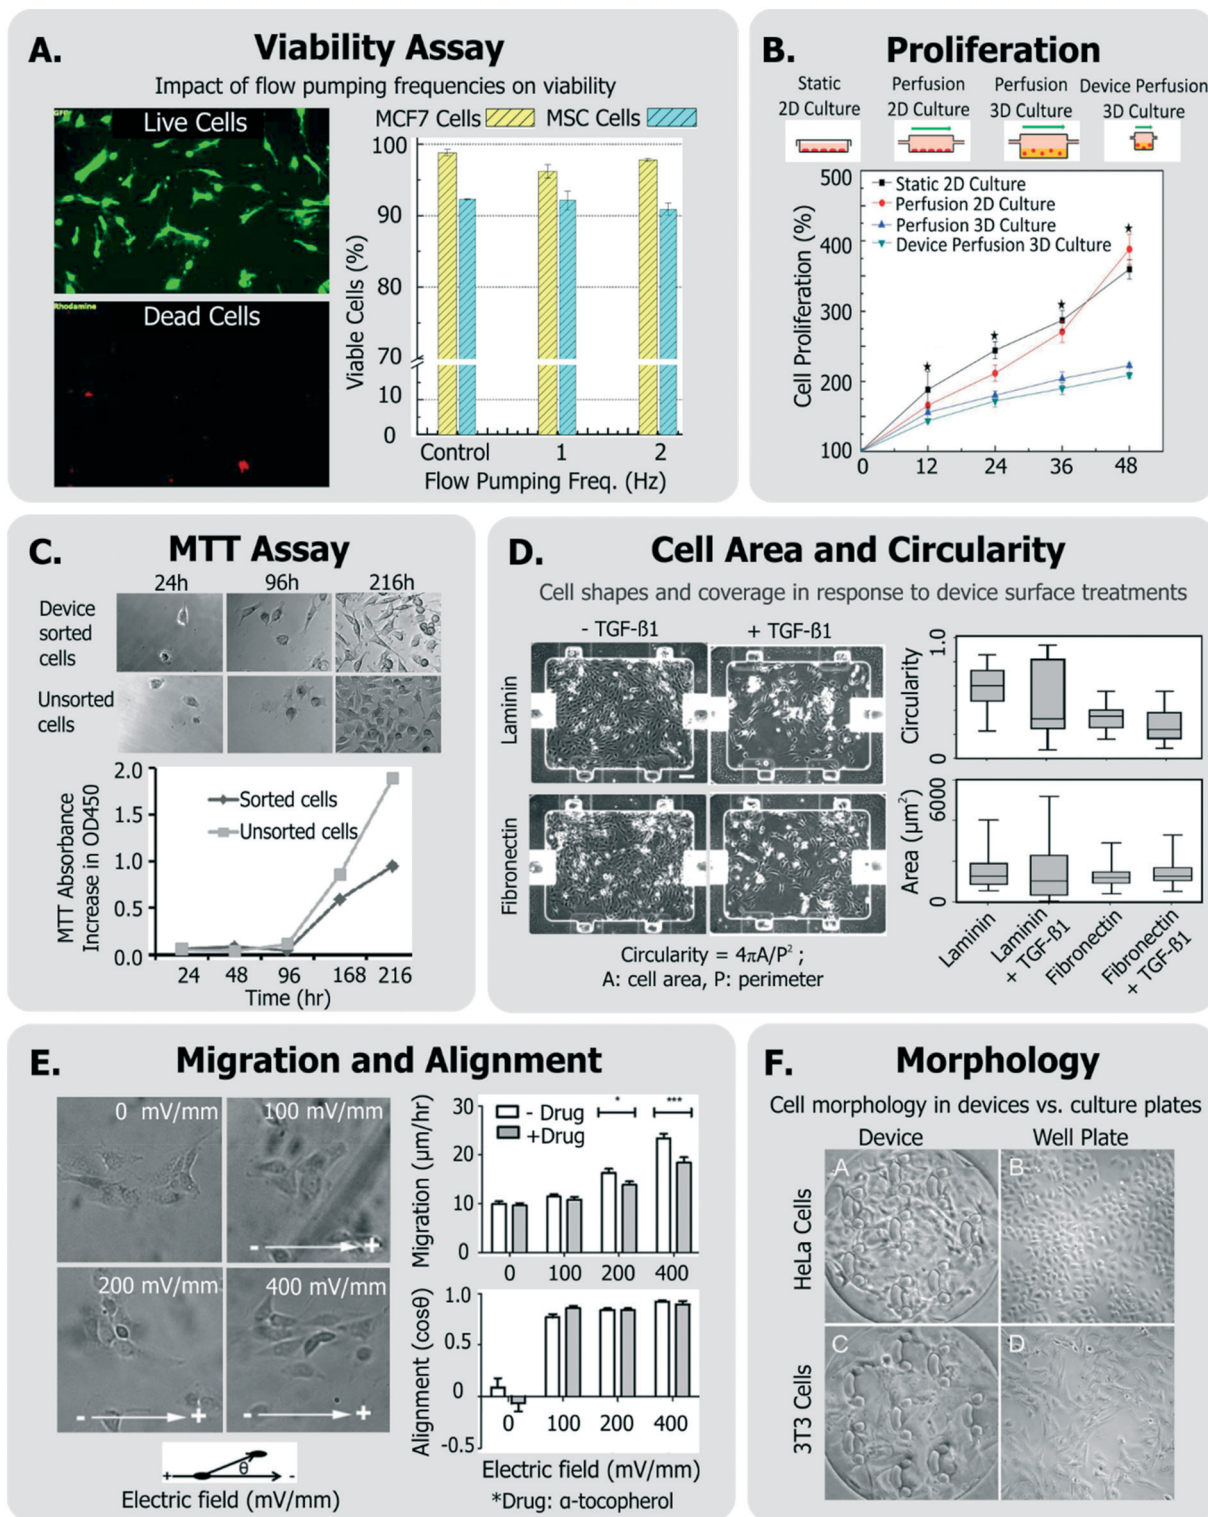 A. Viability Assay
Impact of flow pumping frequencies on viability
GFP
Live Cells
Rhodamine
Dead Cells
MCF7 Cells MSC Cells
Viable Cells (%)
100
90
80
70
10
0
Control 1 2
Flow Pumping Freq. (Hz)
B. Proliferation
Static
2D Culture
Perfusion
2D Culture
Perfusion
3D Culture
Device Perfusion
3D Culture
Static 2D Culture
Perfusion 2D Culture
Perfusion 3D Culture
Device Perfusion 3D Culture
Cell Proliferation (%)
500
400
300
200
100
0 12 24 36 48
C. MTT Assay
24h 96h 216h
Device
sorted
cells
Unsorted
cells
MTT Absorbance
Increase in OD450
2.0
1.0
0.5
0.0
Sorted cells
Unsorted cells
24 48 96 168 216
Time (hr)
D. Cell Area and Circularity
Cell shapes and coverage in response to device surface treatments
- TGF-ß1 + TGF-ß1
Laminin
Fibronectin
Circularity = 4πA/P² ;
A: cell area, P: perimeter
Circularity
1.0
0
Area (µm²)
6000
0
Laminin
Laminin
+ TGF-ß1
Fibronectin
Fibronectin
+ TGF-ß1
E. Migration and Alignment
0 mV/mm
100 mV/mm
- +
200 mV/mm
- +
400 mV/mm
- +
+ θ -
Electric field (mV/mm)
Migration (µm/hr)
30
20
10
0
- Drug
+Drug
* ***
0 100 200 400
Alignment (cosθ)
1.0
0.5
0
-0.5
0 100 200 400
Electric field (mV/mm)
*Drug: α-tocopherol
F. Morphology
Cell morphology in devices vs. culture plates
Device Well Plate
HeLa Cells
A B
3T3 Cells
C D